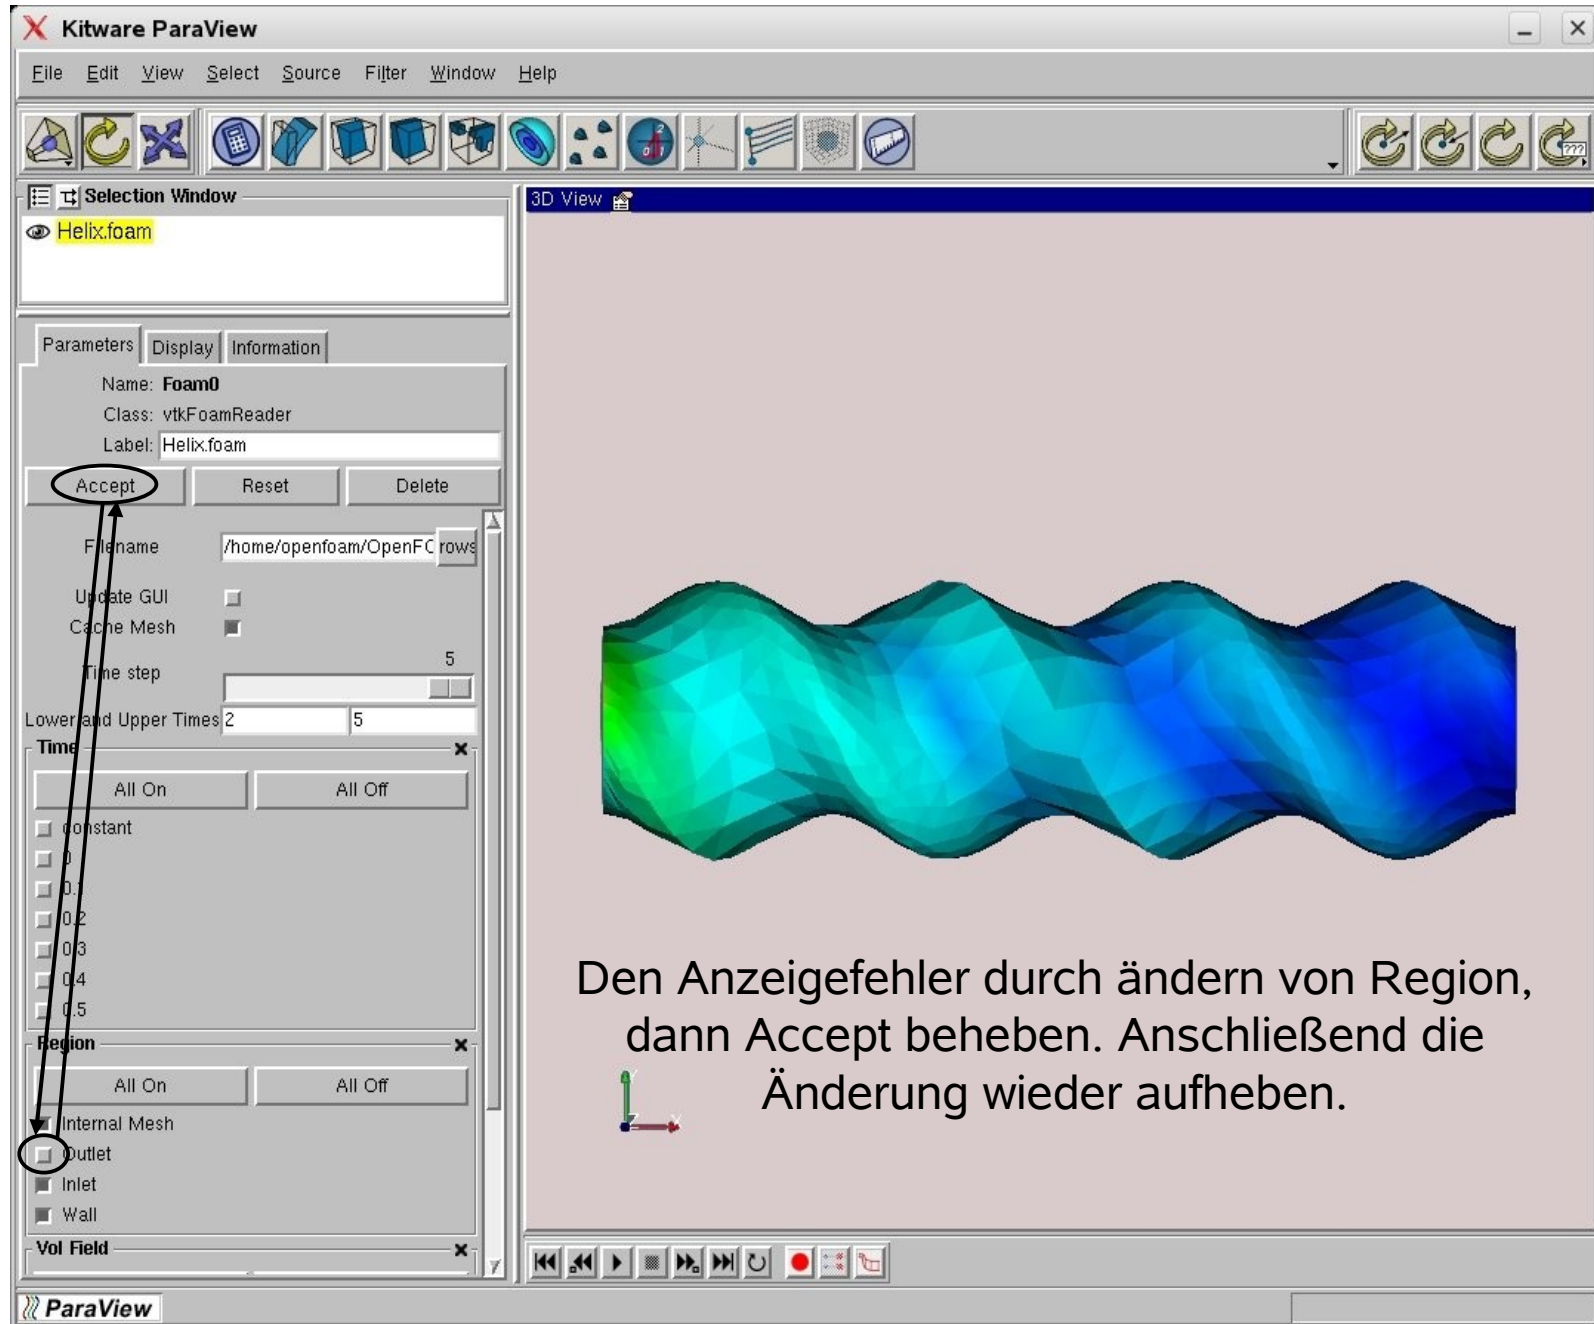 Kitware ParaView
File Edit View Select Source Filter Window Help
???
Selection Window
Helix.foam
3D View
Parameters Display Information
Name: Foam0
Class: vtkFoamReader
Label: Helix.foam
Accept Reset Delete
Filename /home/openfoam/OpenFC rows
Update GUI
Cache Mesh
5
Time step
Lower and Upper Times 2 5
Time
All On All Off
constant
0
0.1
0.2
0.3
0.4
0.5
Region
All On All Off
Internal Mesh
Outlet
Inlet
Wall
Vol Field
Den Anzeigefehler durch ändern von Region,
dann Accept beheben. Anschließend die
Änderung wieder aufheben.
ParaView